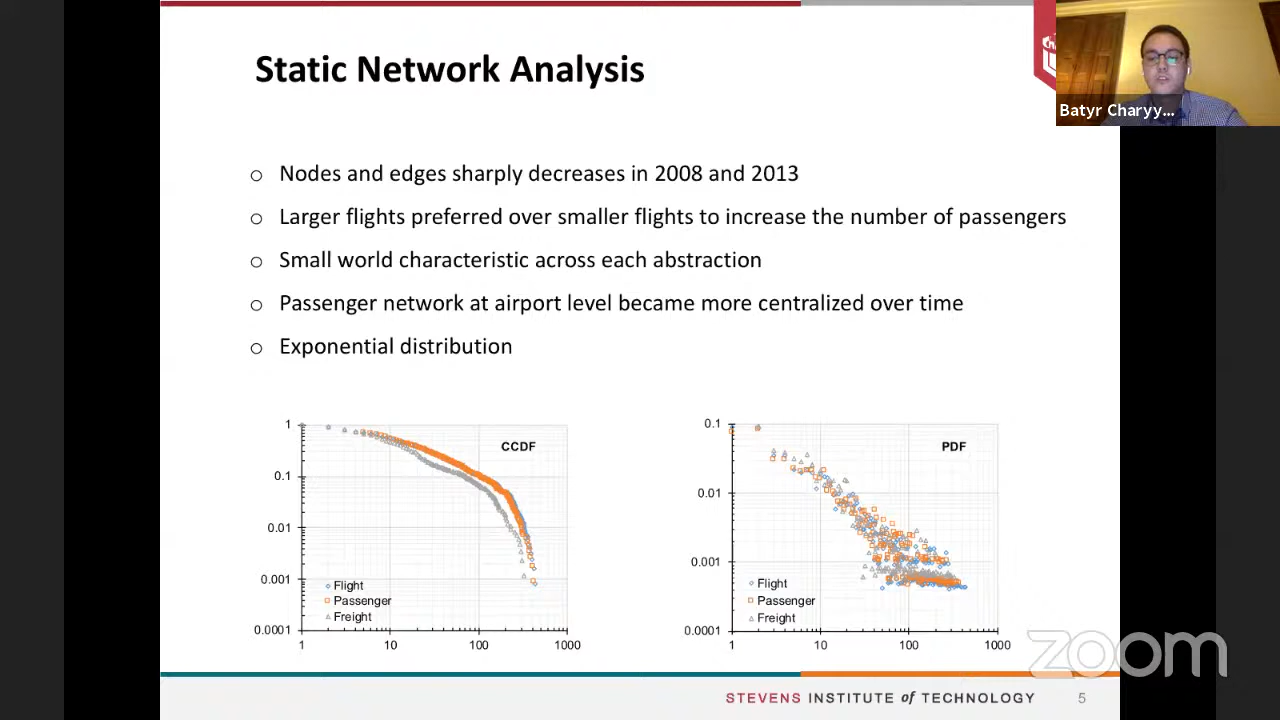 Static Network Analysis
Batyr Charyy...
o Nodes and edges sharply decreases in 2008 and 2013
o Larger flights preferred over smaller flights to increase the number of passengers
o Small world characteristic across each abstraction
o Passenger network at airport level became more centralized over time
o Exponential distribution
CCDF
1
0.1
0.01
0.001
0.0001
Flight
Passenger
Freight
1 10 100 1000
PDF
0.1
0.01
0.001
0.0001
Flight
Passenger
Freight
1 10 100 1000
zoom
STEVENS INSTITUTE of TECHNOLOGY 5